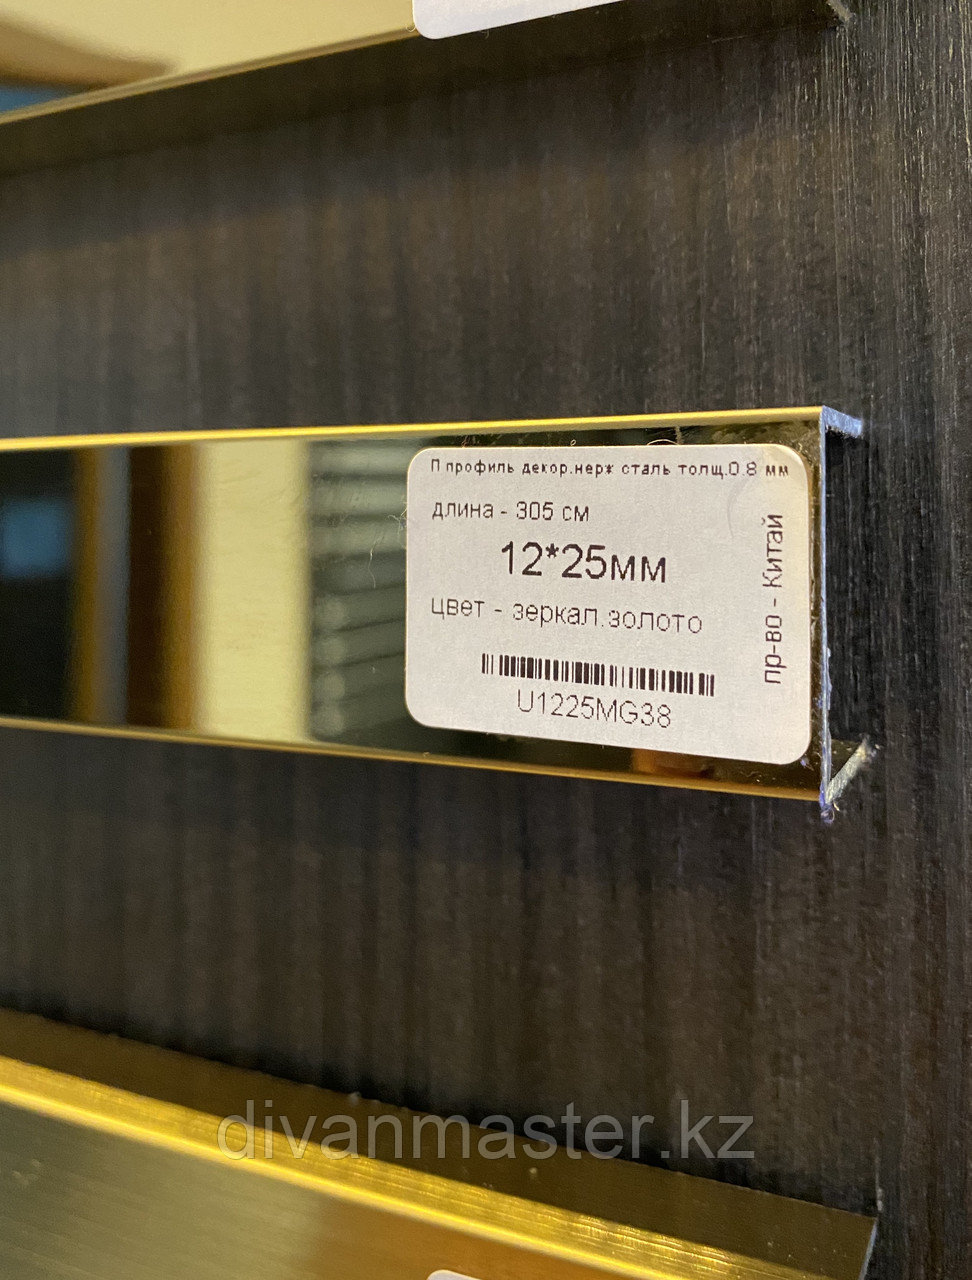 П профиль декор.нерж сталь толщ.0.8 мм
длина - 305 см
12*25мм
цвет - зеркал.золото
U1225MG38
пр-во - Китай
divanmaster.kz